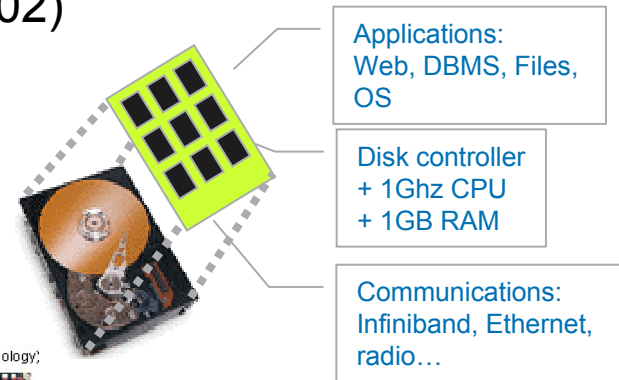 02)
Applications:
Web, DBMS, Files,
OS
Disk controller
+ 1Ghz CPU
+ 1GB RAM
Communications:
Infiniband, Ethernet,
radio…
ology)